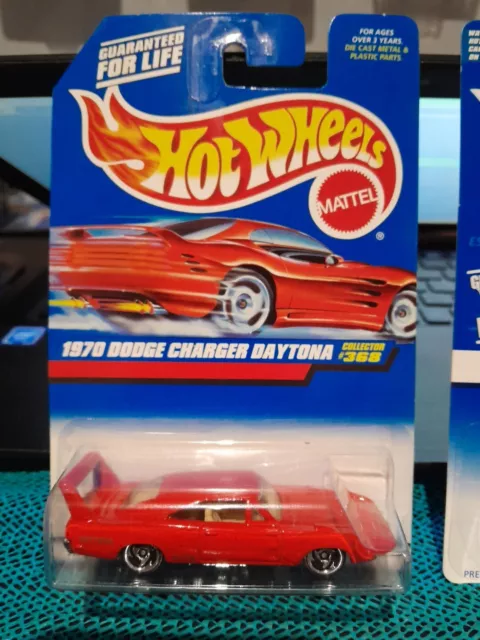 GUARANTEED
FOR LIFE
FOR AGES
OVER 3 YEARS.
DIE CAST METAL &
PLASTIC PARTS.
HOT WHEELS
MATTEL
®
1970 DODGE CHARGER DAYTONA
COLLECTOR
#368
PRE